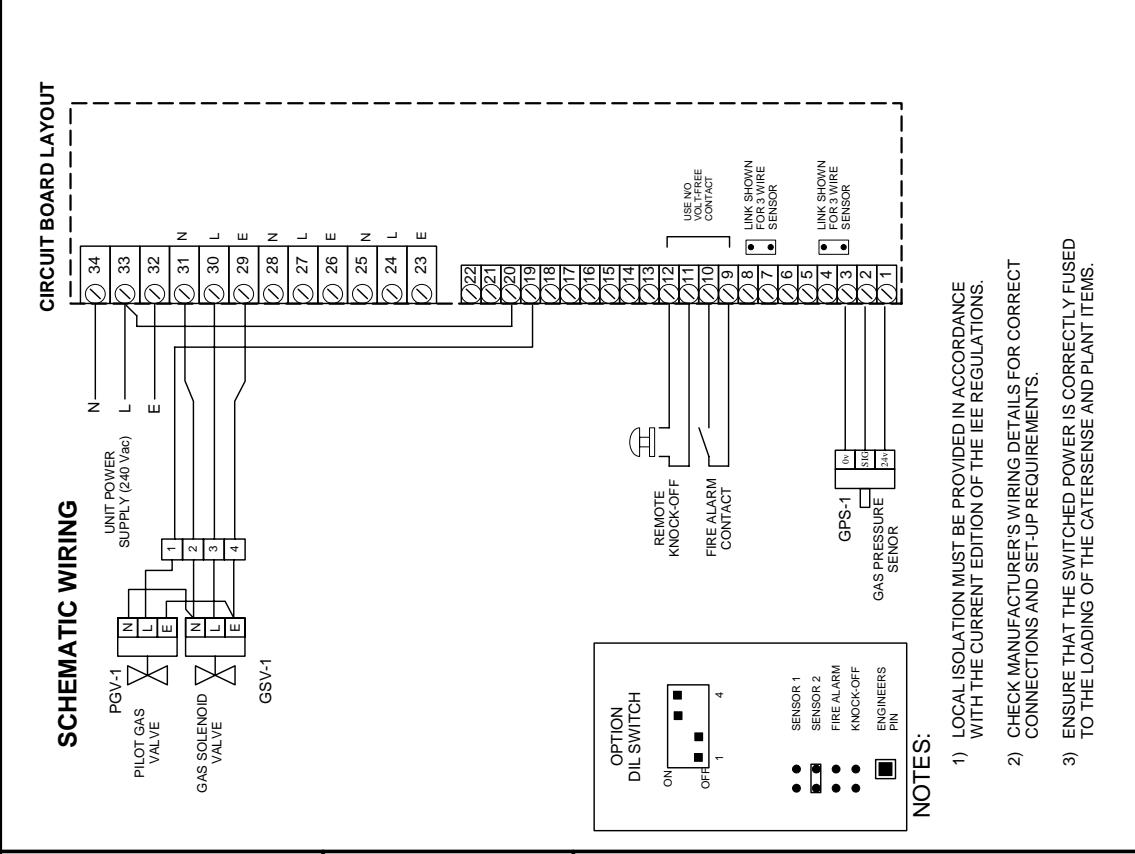 CIRCUIT BOARD LAYOUT
SCHEMATIC WIRING
34
33
32
31
30
29
28
27
26
25
24
23
N
L
E
N
L
E
N
L
E
22
21
20
19
18
17
16
15
14
13
12
11
10
9
8
7
6
5
4
3
2
1
USE N/O
VOLT-FREE
CONTACT
LINK SHOWN
FOR 3 WIRE
SENSOR
LINK SHOWN
FOR 3 WIRE
SENSOR
N
L
E
UNIT POWER
SUPPLY (240 Vac)
1
2
3
4
N
L
E
N
L
E
PGV-1
PILOT GAS
VALVE
GSV-1
GAS SOLENOID
VALVE
REMOTE
KNOCK-OFF
FIRE ALARM
CONTACT
0v
SIG
24v
GPS-1
GAS PRESSURE
SENOR
OPTION
DIL SWITCH
ON
OFF
1
4
SENSOR 1
SENSOR 2
FIRE ALARM
KNOCK-OFF
ENGINEERS
PIN
NOTES:
1) LOCAL ISOLATION MUST BE PROVIDED IN ACCORDANCE
WITH THE CURRENT EDITION OF THE IEE REGULATIONS.
2) CHECK MANUFACTURER'S WIRING DETAILS FOR CORRECT
CONNECTIONS AND SET-UP REQUIREMENTS.
3) ENSURE THAT THE SWITCHED POWER IS CORRECTLY FUSED
TO THE LOADING OF THE CATERSENSE AND PLANT ITEMS.